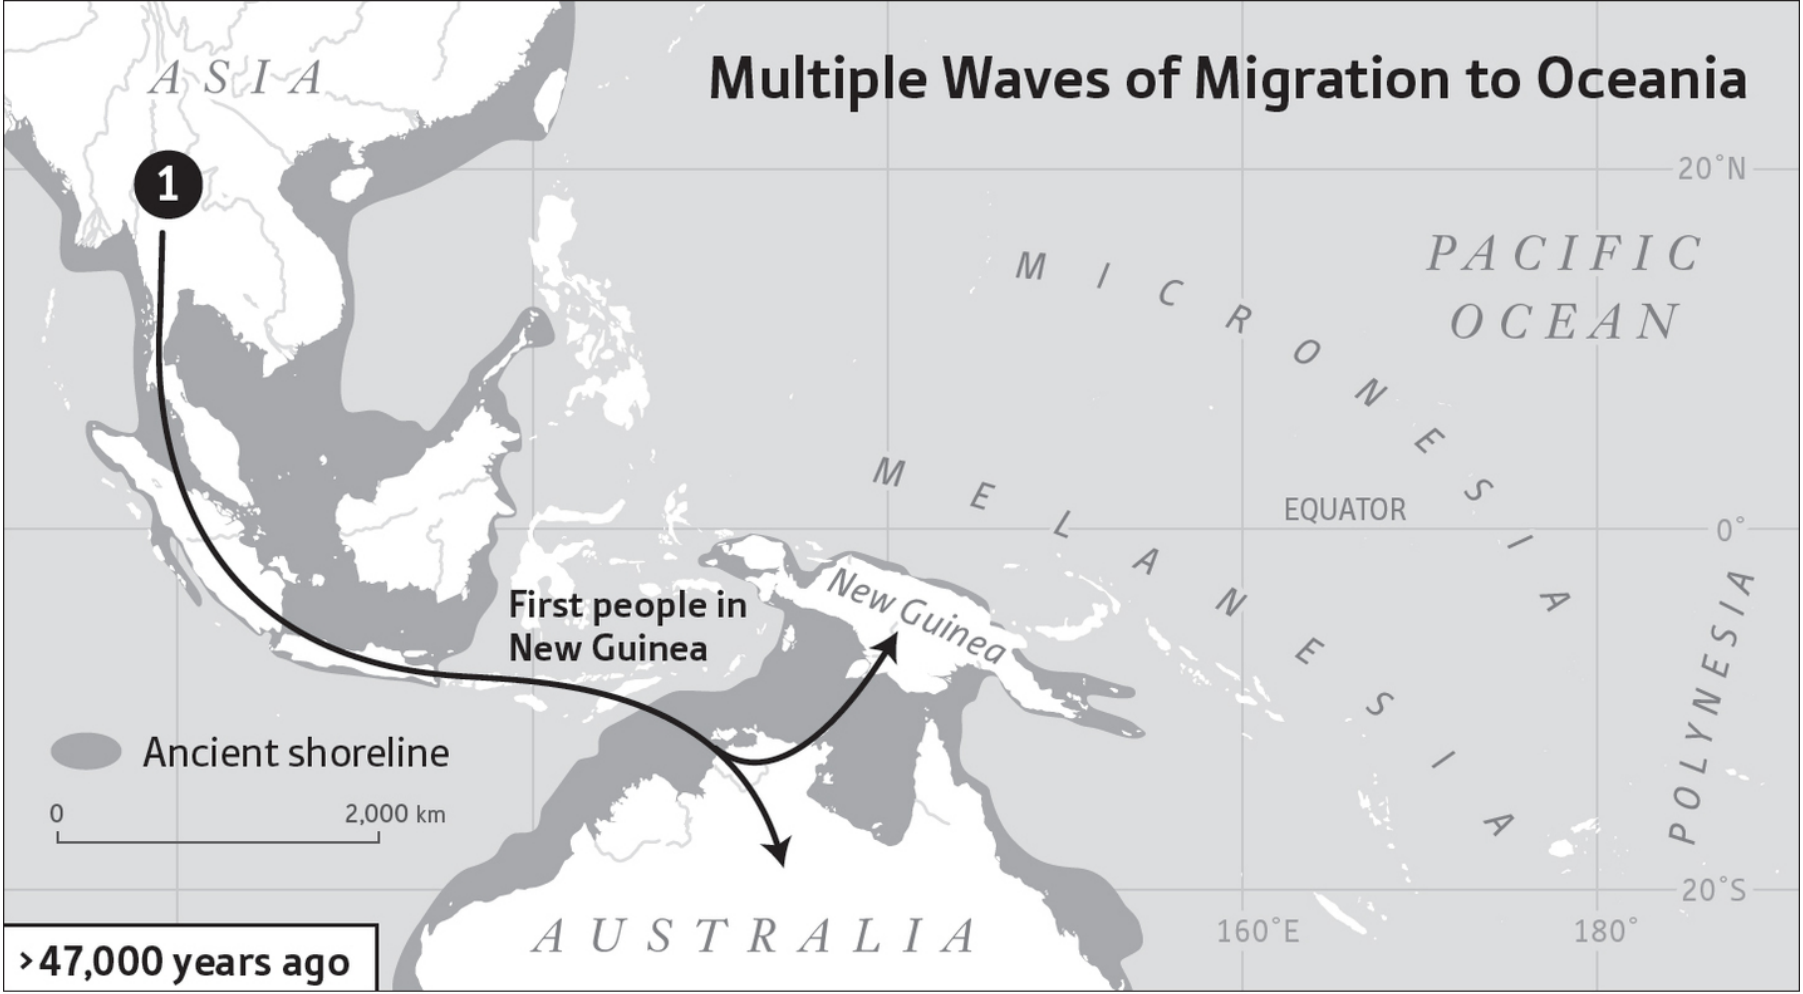 Multiple Waves of Migration to Oceania
ASIA
1
20°N
PACIFIC
OCEAN
MICRONESIA
MELANESIA
EQUATOR
0°
New Guinea
First people in
New Guinea
POLYNESIA
Ancient shoreline
0 2,000 km
20°S
AUSTRALIA
160°E 180°
>47,000 years ago